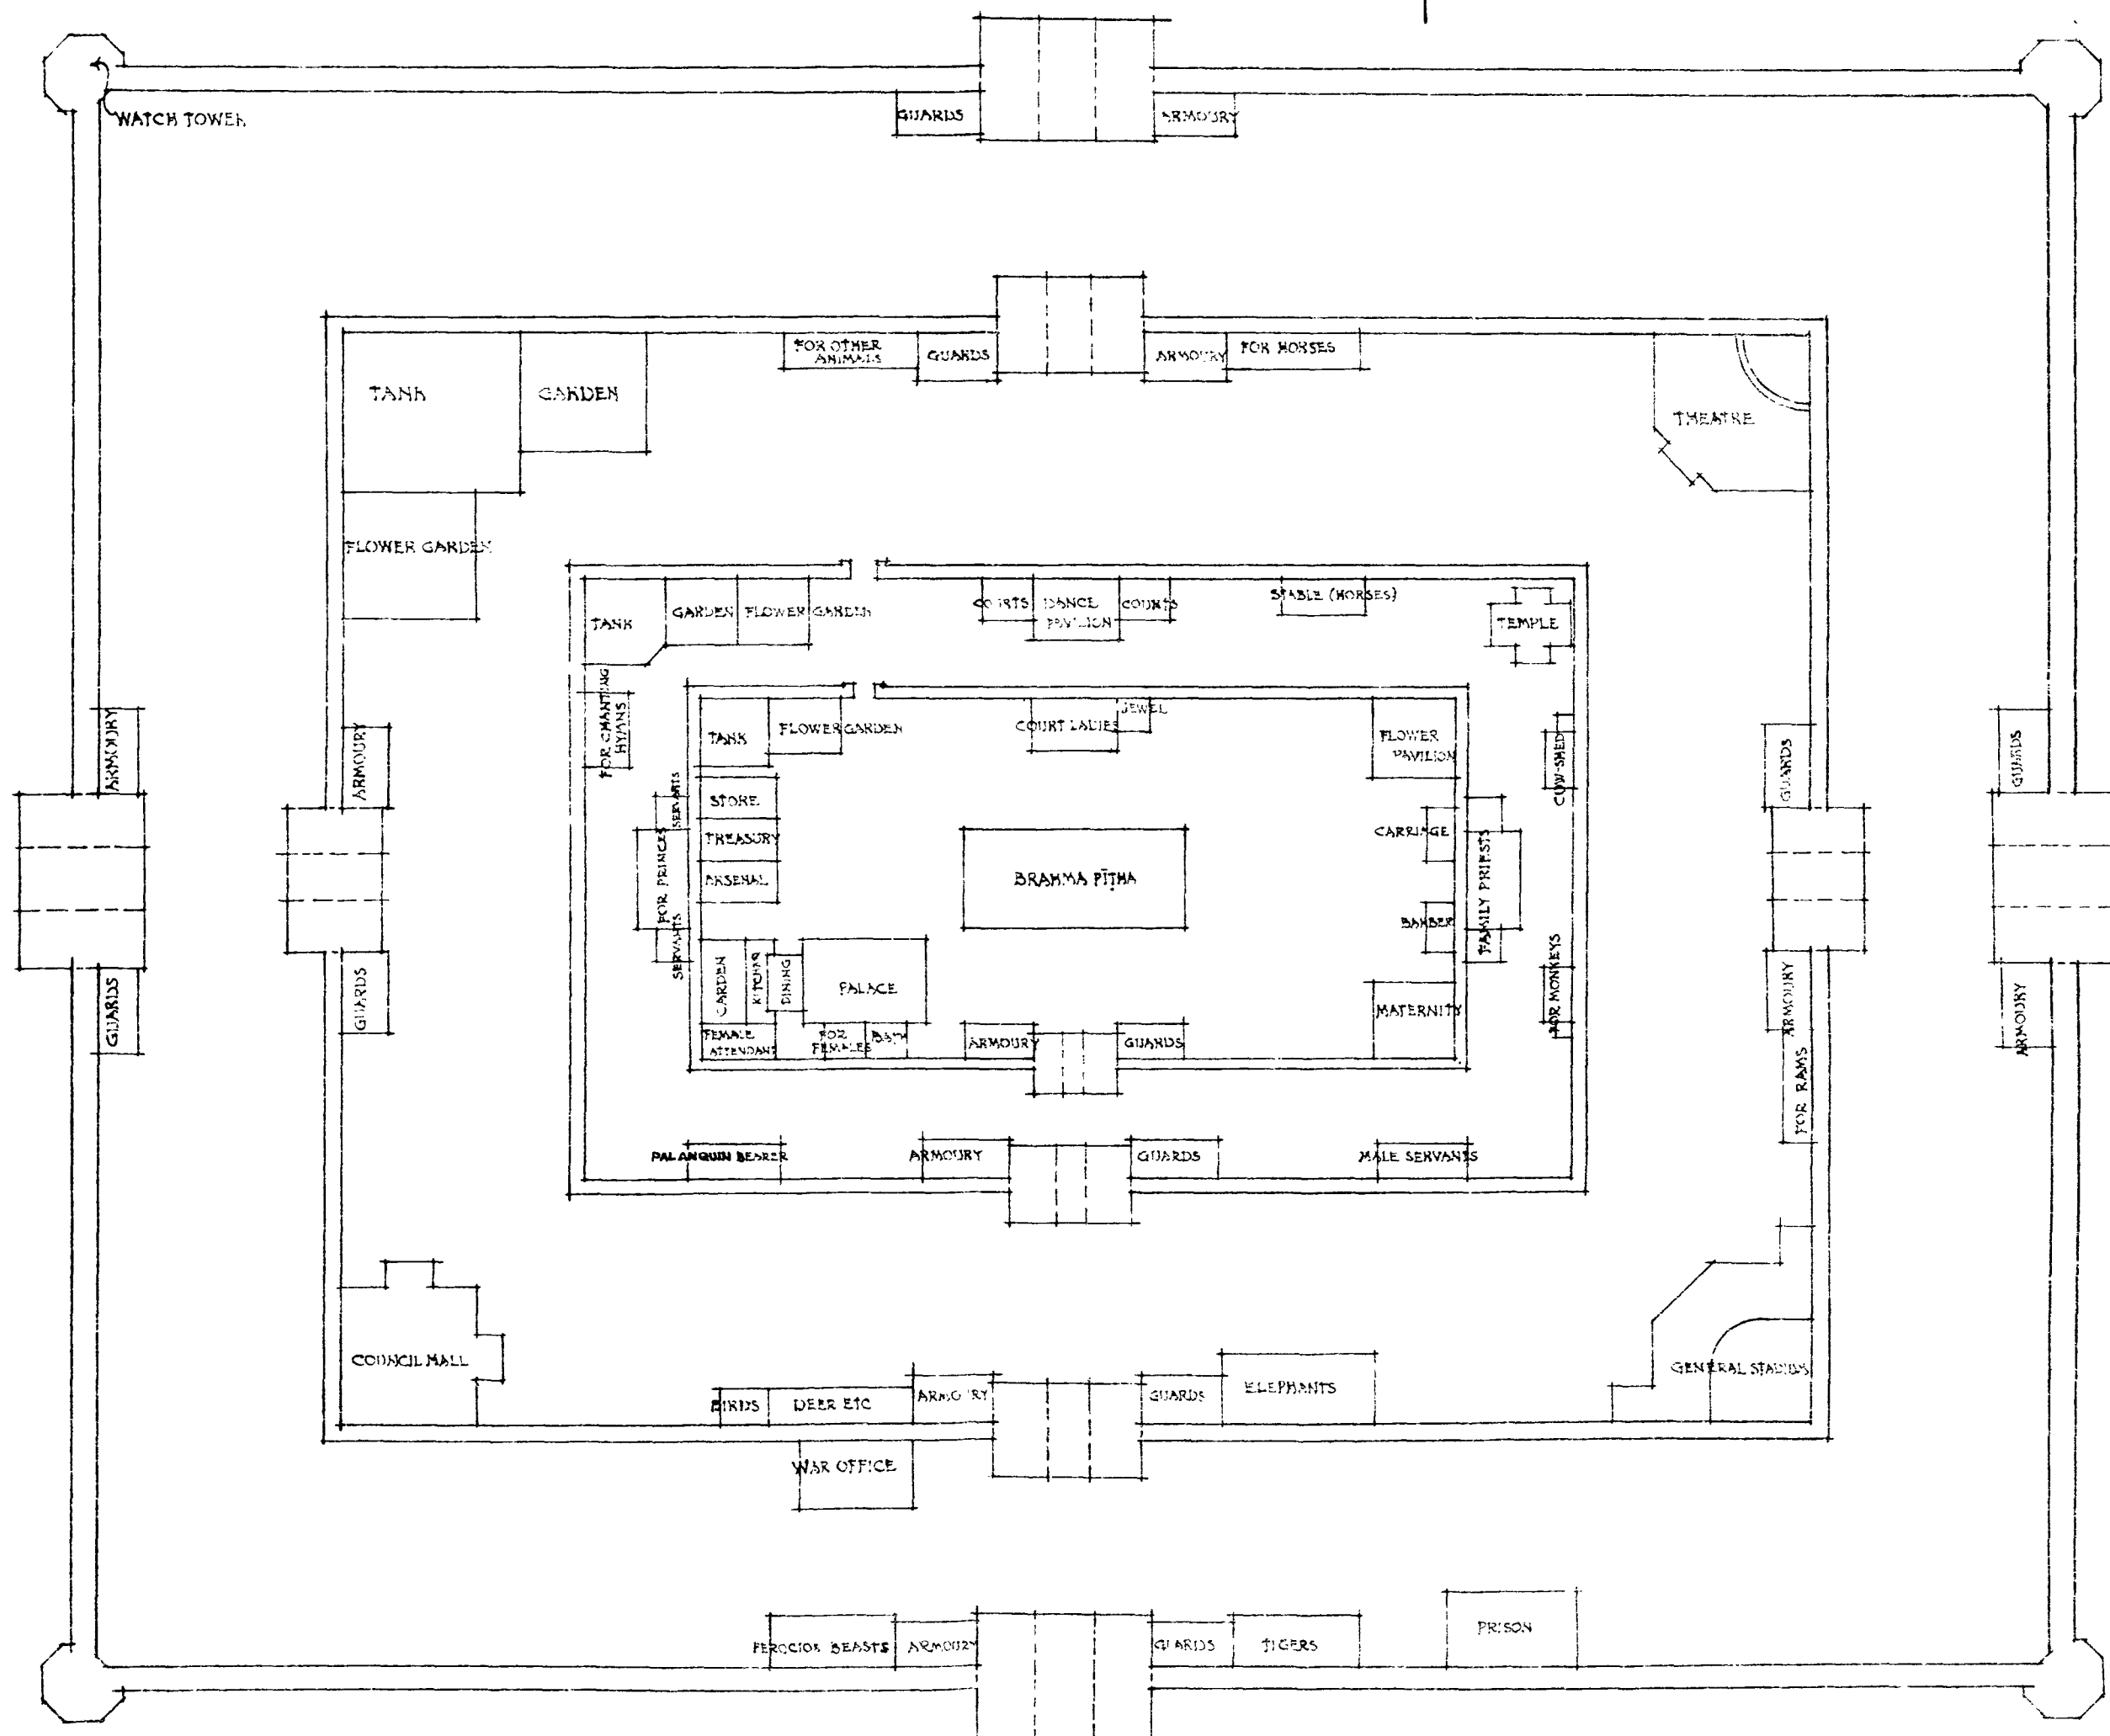 WATCH TOWER
GUARDS
ARMOURY
FOR OTHER
ANIMALS
GUARDS
ARMOURY
FOR HORSES
TANK
GARDEN
THEATRE
FLOWER GARDEN
TANK
GARDEN
FLOWER GARDEN
COURTS
DANCE
PAVILION
COURTS
STABLE (HORSES)
TEMPLE
FOR CHANTING
HYMNS
TANK
FLOWER GARDEN
COURT LADIES
JEWEL
FLOWER
PAVILION
COW-SHED
ARMOURY
ARMOURY
GUARDS
GUARDS
SERVANTS
FOR PRINCES
SERVANTS
STORE
TREASURY
ARSENAL
BRAHMA PĪṬHA
CARRIAGE
BARBER
FAMILY PRIESTS
FOR MONKEYS
GUARDS
GUARDS
GARDEN
DINING
PALACE
MATERNITY
ARMOURY
ARMOURY
FEMALE
ATTENDANT
FOR
FEMALES
BATH
ARMOURY
GUARDS
FOR RAMS
PALANQUIN BEARER
ARMOURY
GUARDS
MALE SERVANTS
COUNCIL HALL
BIRDS
DEER ETC
ARMOURY
GUARDS
ELEPHANTS
GENERAL
WAR OFFICE
FEROCIOS BEASTS
ARMOURY
GUARDS
TIGERS
PRISON